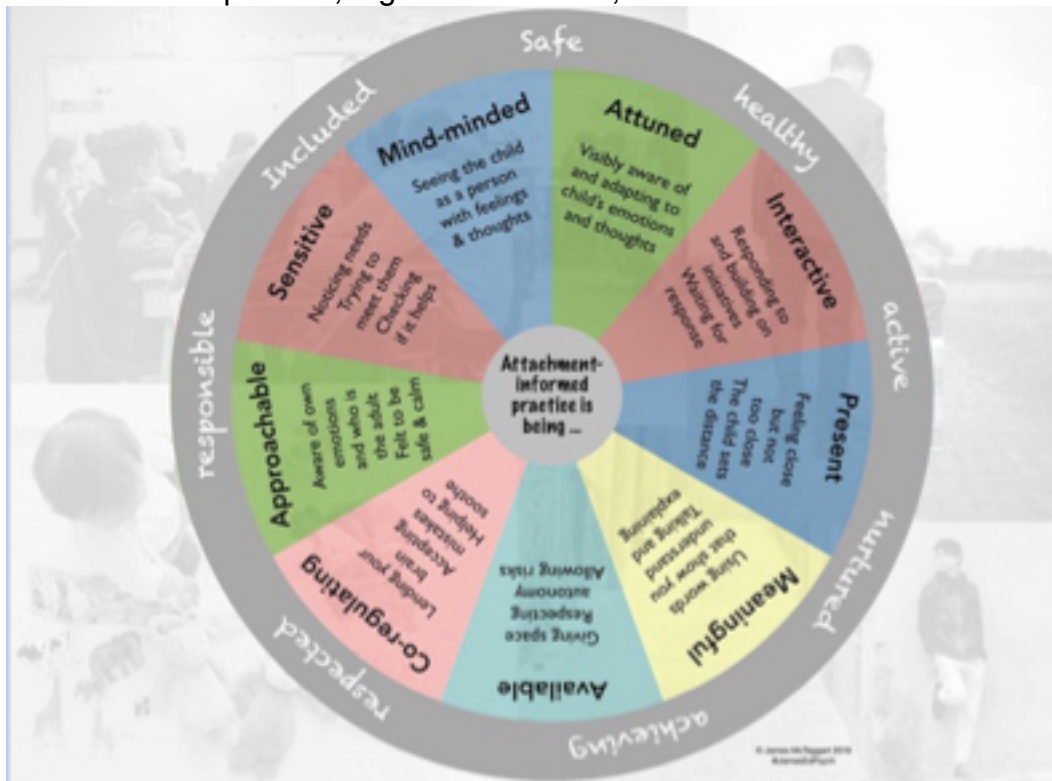 Safe
healthy
active
nurtured
achieving
respected
responsible
Included
Attachment-
informed
practice is
being ...
Attuned
Visibly aware of
and adapting to
child's emotions
and thoughts
Interactive
Responding to
and building on
initiatives
Waiting for
response
Present
Feeling close
but not
too close
The child sets
the distance
Meaningful
Using words
that show you
understand
Talking and
explaining
Available
Giving space
Respecting
autonomy
Allowing risks
Co-regulating
Lending your
brain
Accepting
mistakes
Helping to
soothe
Approachable
Aware of own
emotions
and who is
the adult
Felt to be
safe & calm
Sensitive
Noticing needs
Trying to
meet them
Checking
if it helps
Mind-minded
Seeing the child
as a person
with feelings
& thoughts
© James McTaggart